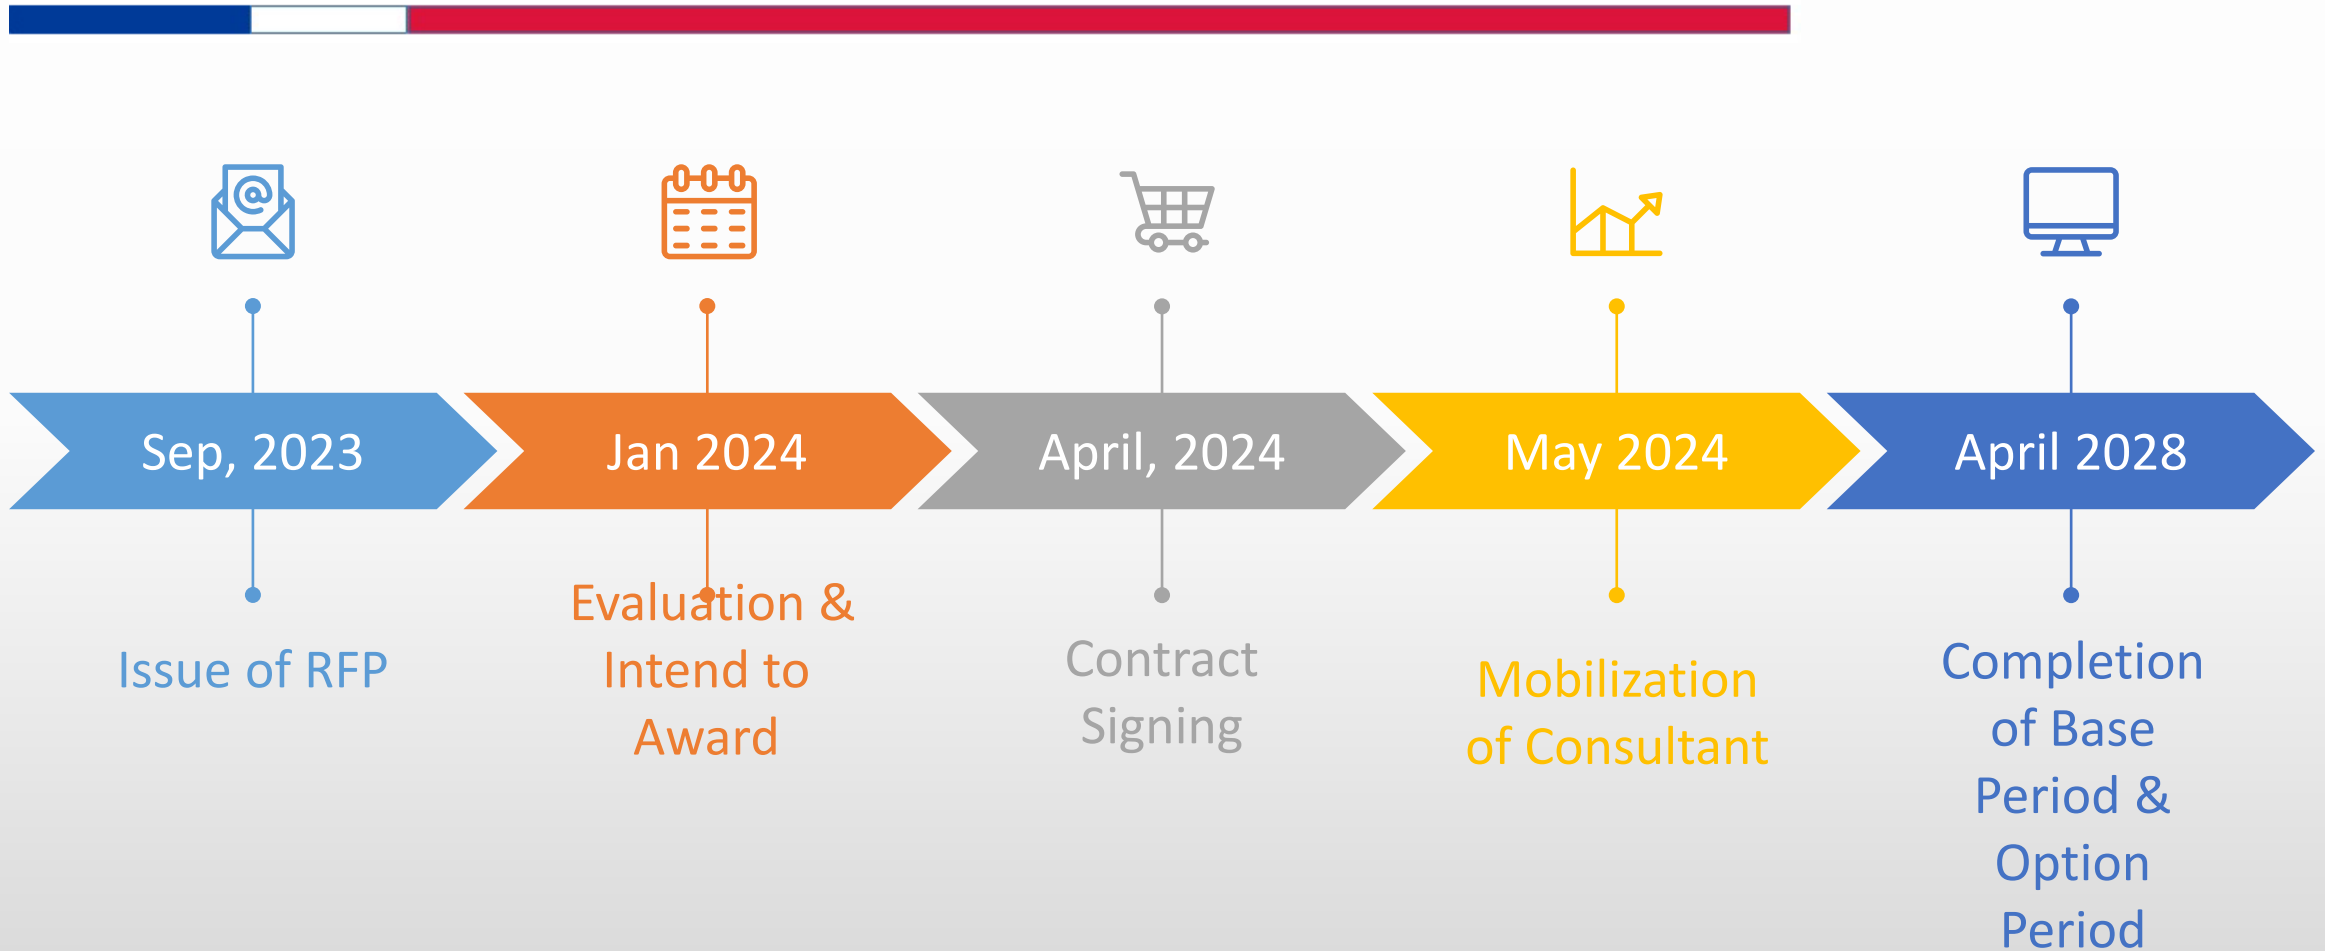 Sep, 2023
Jan 2024
April, 2024
May 2024
April 2028
Issue of RFP
Evaluation &
Intend to
Award
Contract
Signing
Mobilization
of Consultant
Completion
of Base
Period &
Option
Period